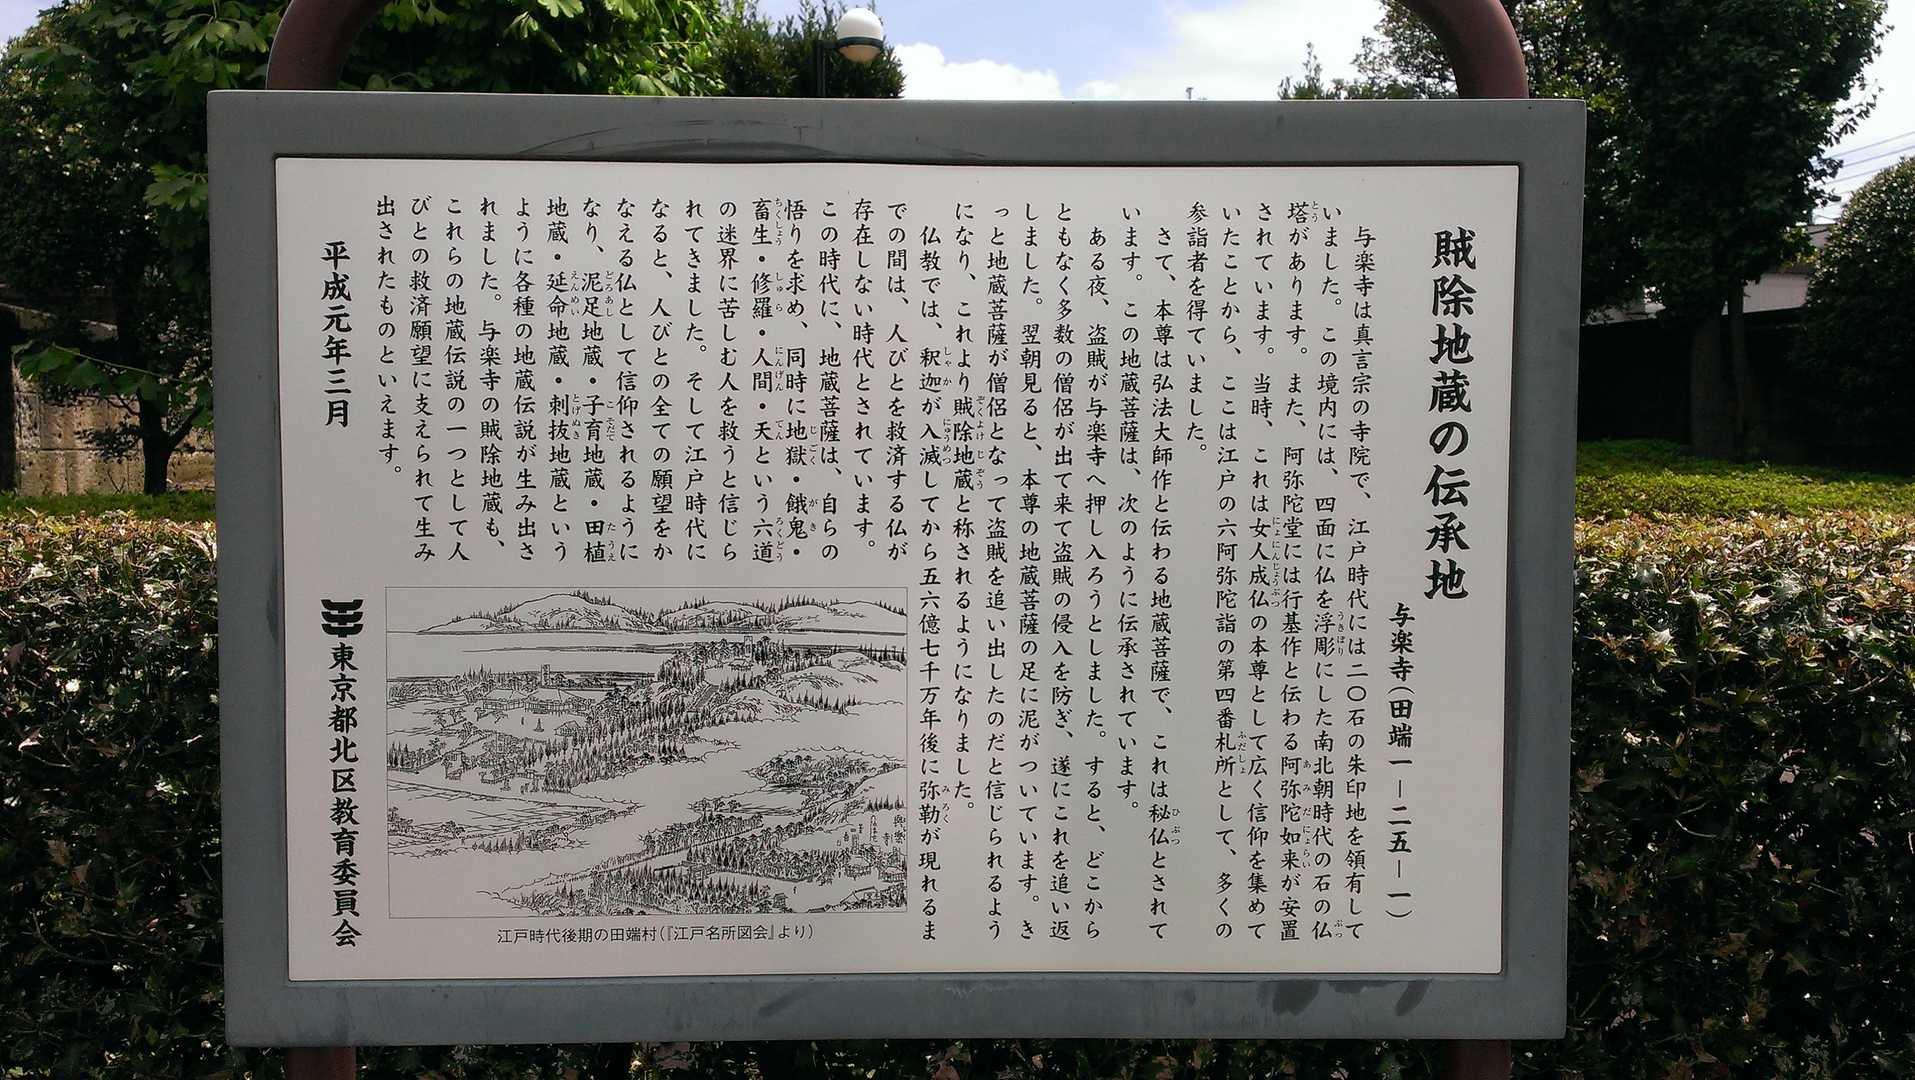 賊除地蔵の伝承地
与楽寺(田端一―二五―一)
与楽寺は真言宗の寺院で、江戸時代には二〇石の朱印地を領有して
いました。この境内には、四面に仏を浮彫にした南北朝時代の石の仏
塔があります。また、阿弥陀堂には行基作と伝わる阿弥陀如来が安置
されています。当時、これは女人成仏の本尊として広く信仰を集めて
いたことから、ここは江戸の六阿弥陀詣の第四番札所として、多くの
参詣者を得ていました。
さて、本尊は弘法大師作と伝わる地蔵菩薩で、これは秘仏とされて
います。この地蔵菩薩は、次のように伝承されています。
ある夜、盗賊が与楽寺へ押し入ろうとしました。すると、どこから
ともなく多数の僧侶が出て来て盗賊の侵入を防ぎ、遂にこれを追い返
しました。翌朝見ると、本尊の地蔵菩薩の足に泥がついています。き
っと地蔵菩薩が僧侶となって盗賊を追い出したのだと信じられるよう
になり、これより賊除地蔵と称されるようになりました。
仏教では、釈迦が入滅してから五六億七千万年後に弥勒が現れるま
での間は、人びとを救済する仏が
存在しない時代とされています。
この時代に、地蔵菩薩は、自らの
悟りを求め、同時に地獄・餓鬼・
畜生・修羅・人間・天という六道
の迷界に苦しむ人を救うと信じら
れてきました。そして江戸時代に
なると、人びとの全ての願望をか
なえる仏として信仰されるように
なり、泥足地蔵・子育地蔵・田植
地蔵・延命地蔵・刺抜地蔵という
ように各種の地蔵伝説が生み出さ
れました。与楽寺の賊除地蔵も、
これらの地蔵伝説の一つとして人
びとの救済願望に支えられて生み
出されたものといえます。
平成元年三月
東京都北区教育委員会
江戸時代後期の田端村(『江戸名所図会』より)